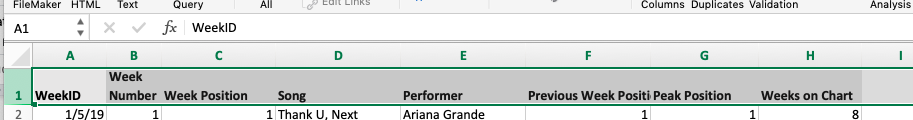 FileMaker HTML Text Query All Edit Links Columns Duplicates Validation Analysis
A1 fx WeekID
A B C D E F G H I
1 WeekID Week Number Week Position Song Performer Previous Week Positi Peak Position Weeks on Chart
2 1/5/19 1 1 Thank U, Next Ariana Grande 1 1 8